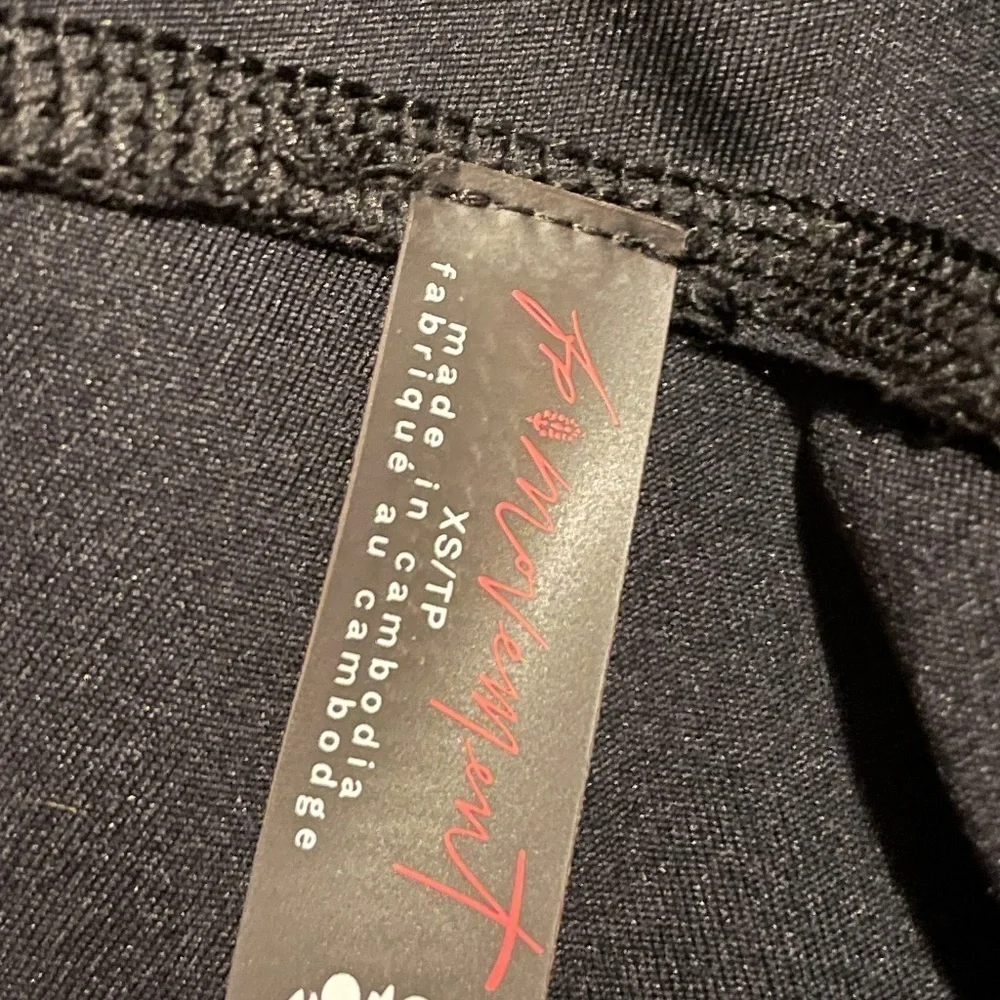 fp movement
XS/TP
made in cambodia
fabriqué au cambodge